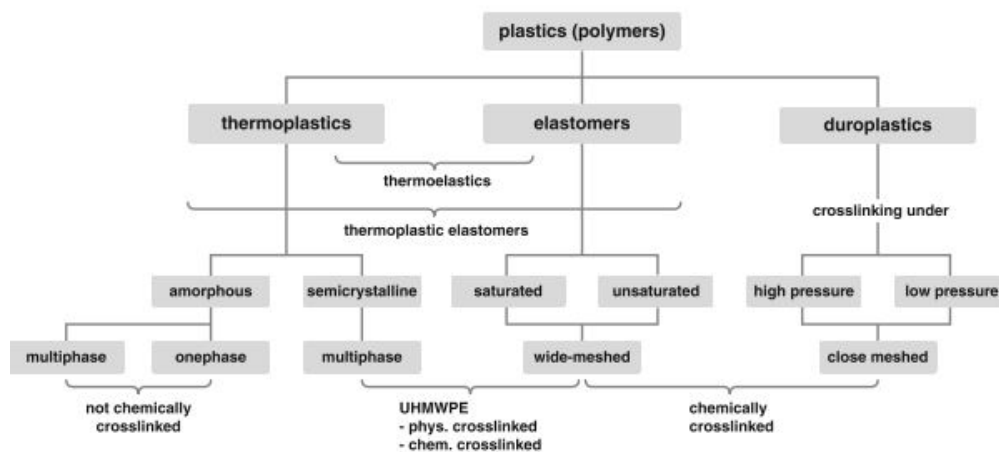 plastics (polymers)
thermoplastics
elastomers
duroplastics
thermoelastics
crosslinking under
thermoplastic elastomers
amorphous
semicrystalline
saturated
unsaturated
high pressure
low pressure
multiphase
onephase
multiphase
wide-meshed
close meshed
not chemically
crosslinked
UHMWPE
- phys. crosslinked
- chem. crosslinked
chemically
crosslinked